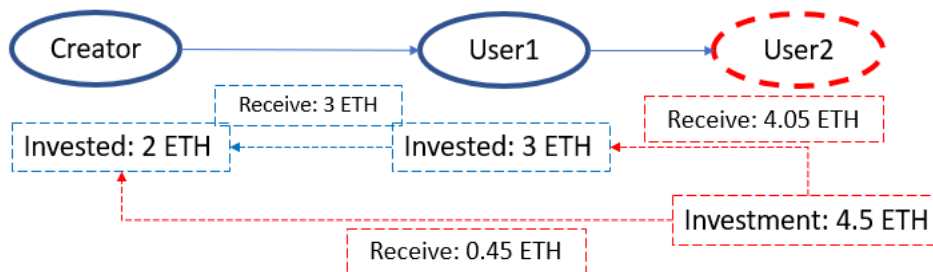 Creator
User1
User2
Receive: 3 ETH
Receive: 4.05 ETH
Invested: 2 ETH
Invested: 3 ETH
Investment: 4.5 ETH
Receive: 0.45 ETH